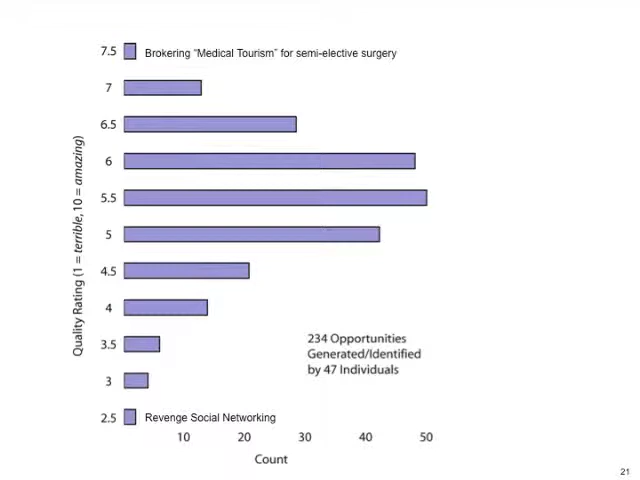 7.5 Brokering “Medical Tourism” for semi-elective surgery
7
6.5
6
5.5
5
4.5
4
3.5
3
2.5 Revenge Social Networking
Quality Rating (1 = terrible, 10 = amazing)
234 Opportunities
Generated/Identified
by 47 Individuals
10 20 30 40 50
Count
21